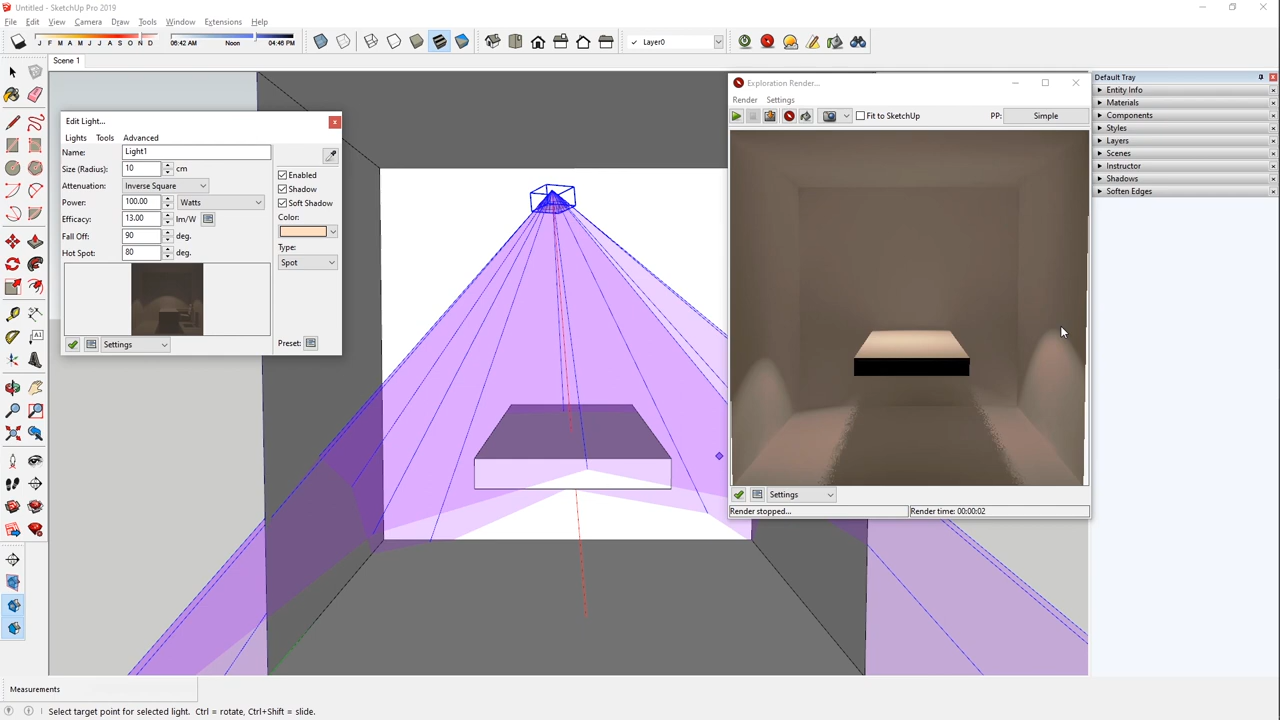 Untitled - SketchUp Pro 2019
File Edit View Camera Draw Tools Window Extensions Help
J F M A M J J A S O N D 06:42 AM Noon 04:45 PM
Layer0
Scene 1
Edit Light...
Lights Tools Advanced
Name: Light1
Size (Radius): 10 cm
Enabled
Attenuation: Inverse Square
Shadow
Power: 100.00 Watts
Soft Shadow
Efficacy: 13.00 lm/W
Color:
Fall Off: 90 deg.
Type:
Hot Spot: 80 deg.
Spot
Settings
Preset:
Exploration Render...
Render Settings
Fit to SketchUp PP: Simple
Settings
Render stopped... Render time: 00:00:02
Default Tray
Entity Info
Materials
Components
Styles
Layers
Scenes
Instructor
Shadows
Soften Edges
Measurements
Select target point for selected light. Ctrl = rotate, Ctrl+Shift = slide.